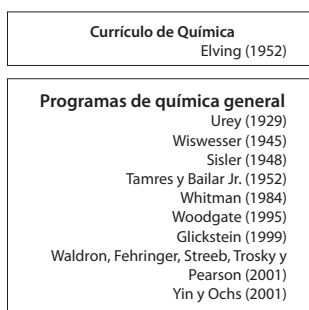 Currículo de Química
Elving (1952)
Programas de química general
Urey (1929)
Wiswesser (1945)
Sisler (1948)
Tamres y Bailar Jr. (1952)
Whitman (1984)
Woodgate (1995)
Glickstein (1999)
Waldron, Fehringer, Streeb, Trosky y
Pearson (2001)
Yin y Ochs (2001)